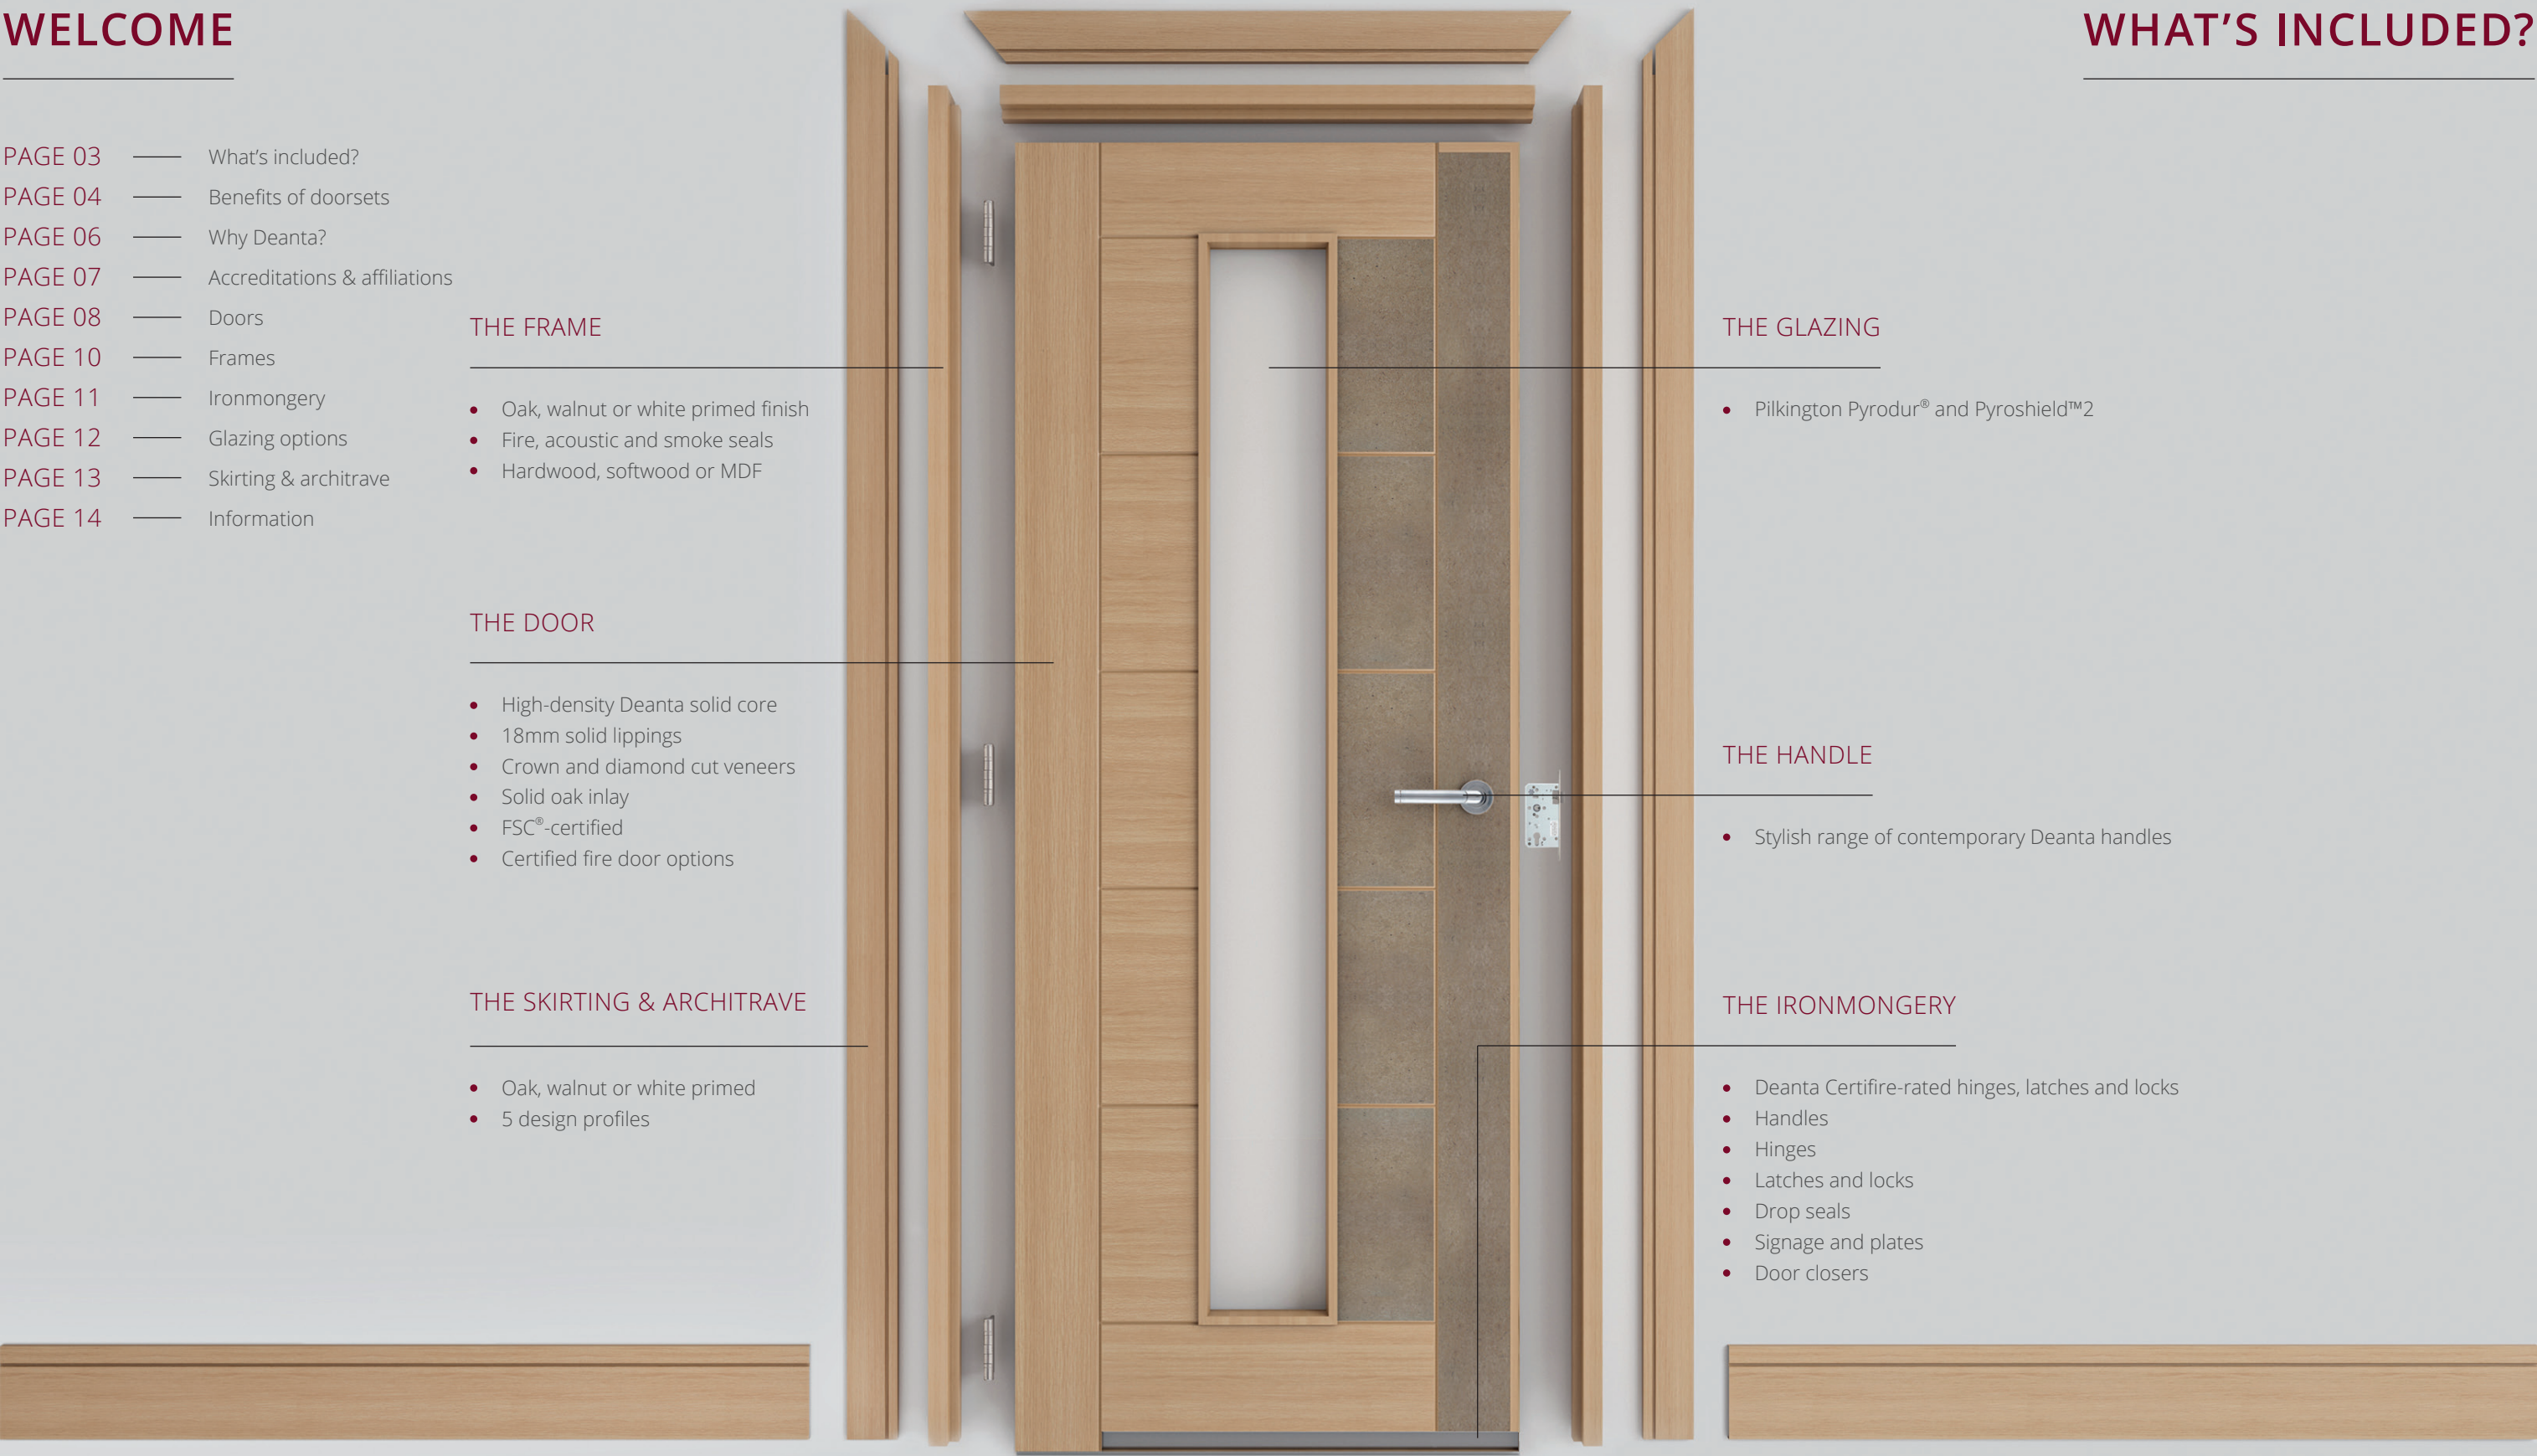 WELCOME
PAGE 03 What's included?
PAGE 04 Benefits of doorsets
PAGE 06 Why Deanta?
PAGE 07 Accreditations & affiliations
PAGE 08 Doors
PAGE 10 Frames
PAGE 11 Ironmongery
PAGE 12 Glazing options
PAGE 13 Skirting & architrave
PAGE 14 Information
THE FRAME
• Oak, walnut or white primed finish
• Fire, acoustic and smoke seals
• Hardwood, softwood or MDF
THE DOOR
• High-density Deanta solid core
• 18mm solid lippings
• Crown and diamond cut veneers
• Solid oak inlay
• FSC®-certified
• Certified fire door options
THE SKIRTING & ARCHITRAVE
• Oak, walnut or white primed
• 5 design profiles
WHAT'S INCLUDED?
THE GLAZING
• Pilkington Pyrodur® and Pyroshield™2
THE HANDLE
• Stylish range of contemporary Deanta handles
THE IRONMONGERY
• Deanta Certifire-rated hinges, latches and locks
• Handles
• Hinges
• Latches and locks
• Drop seals
• Signage and plates
• Door closers